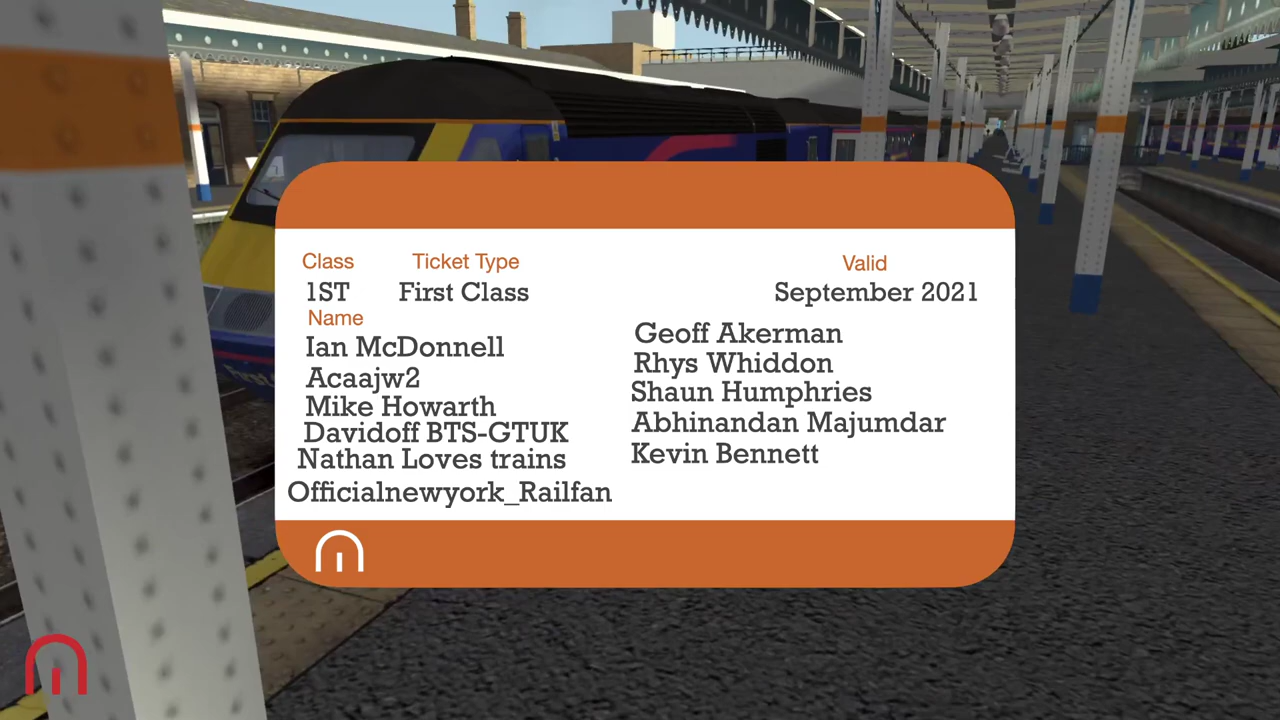 Class Ticket Type Valid
1ST First Class September 2021
Name
Ian McDonnell
Acaajw2
Mike Howarth
Davidoff BTS-GTUK
Nathan Loves trains
Officialnewyork_Railfan
Geoff Akerman
Rhys Whiddon
Shaun Humphries
Abhinandan Majumdar
Kevin Bennett
First